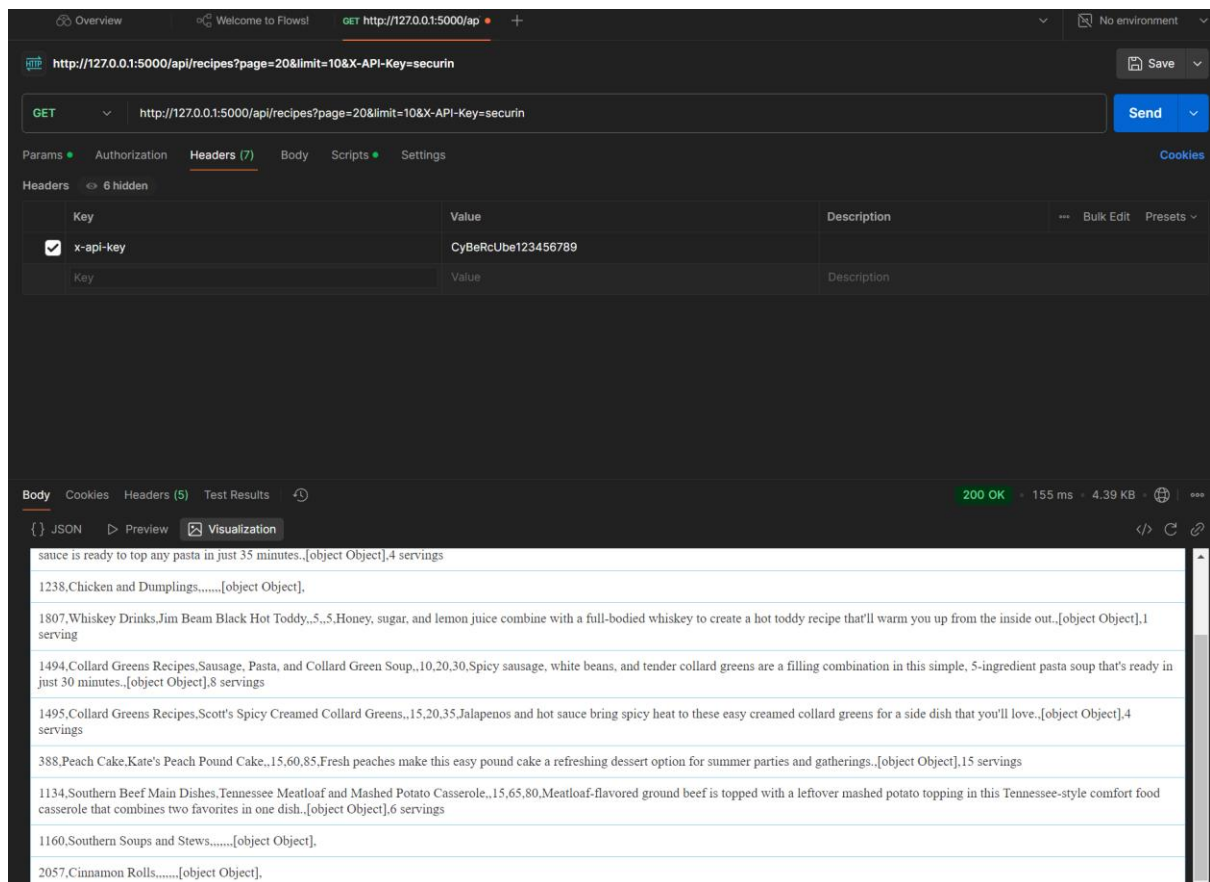 Overview Welcome to Flows! GET http://127.0.0.1:5000/ap No environment
HTTP http://127.0.0.1:5000/api/recipes?page=20&limit=10&X-API-Key=securin Save
GET http://127.0.0.1:5000/api/recipes?page=20&limit=10&X-API-Key=securin Send
Params Authorization Headers (7) Body Scripts Settings Cookies
Headers 6 hidden
Key Value Description Bulk Edit Presets
x-api-key CyBeRcUbe123456789
Key Value Description
Body Cookies Headers (5) Test Results 200 OK 155 ms 4.39 KB
{} JSON Preview Visualization
sauce is ready to top any pasta in just 35 minutes.,[object Object],4 servings
1238,Chicken and Dumplings,,,,,,,[object Object],
1807,Whiskey Drinks,Jim Beam Black Hot Toddy,,5,,5,Honey, sugar, and lemon juice combine with a full-bodied whiskey to create a hot toddy recipe that'll warm you up from the inside out.,[object Object],1
serving
1494,Collard Greens Recipes,Sausage, Pasta, and Collard Green Soup,,10,20,30,Spicy sausage, white beans, and tender collard greens are a filling combination in this simple, 5-ingredient pasta soup that's ready in
just 30 minutes.,[object Object],8 servings
1495,Collard Greens Recipes,Scott's Spicy Creamed Collard Greens,,15,20,35,Jalapenos and hot sauce bring spicy heat to these easy creamed collard greens for a side dish that you'll love.,[object Object],4
servings
388,Peach Cake,Kate's Peach Pound Cake,,15,60,85,Fresh peaches make this easy pound cake a refreshing dessert option for summer parties and gatherings.,[object Object],15 servings
1134,Southern Beef Main Dishes,Tennessee Meatloaf and Mashed Potato Casserole,,15,65,80,Meatloaf-flavored ground beef is topped with a leftover mashed potato topping in this Tennessee-style comfort food
casserole that combines two favorites in one dish.,[object Object],6 servings
1160,Southern Soups and Stews,,,,,,,[object Object],
2057,Cinnamon Rolls,,,,,,,[object Object],